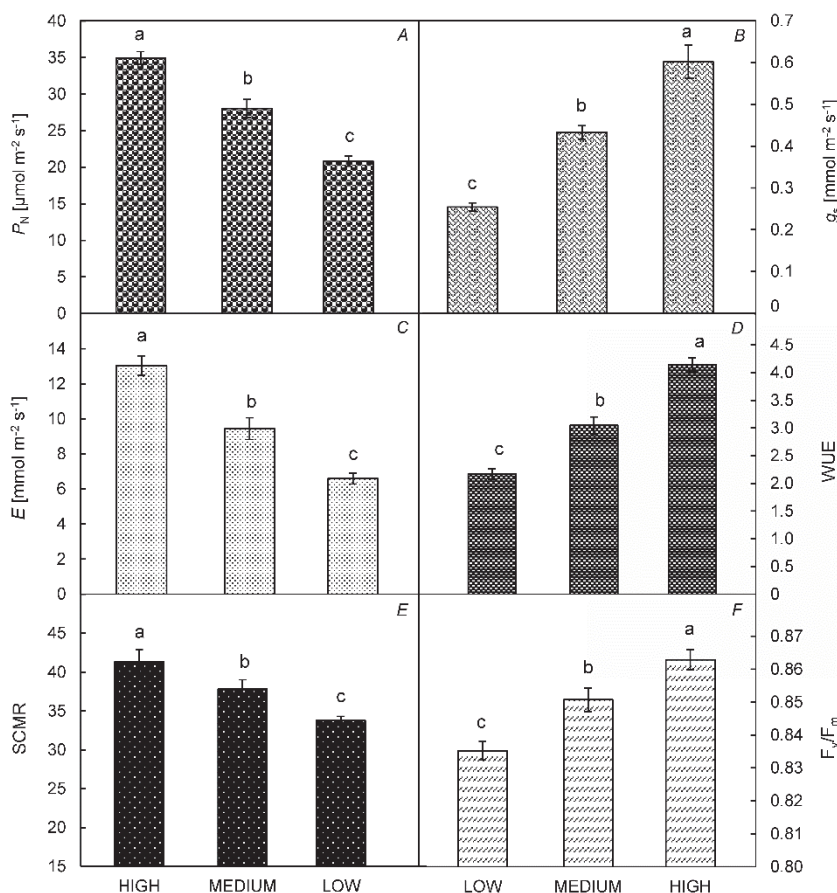 A
a
b
c
40
35
30
25
20
15
10
5
0
P_N [µmol m⁻² s⁻¹]
B
a
b
c
0.7
0.6
0.5
0.4
0.3
0.2
0.1
0
g_s [mmol m⁻² s⁻¹]
C
a
b
c
14
12
10
8
6
4
2
0
E [mmol m⁻² s⁻¹]
D
a
b
c
4.5
4.0
3.5
3.0
2.5
2.0
1.5
1.0
0.5
0
WUE
E
a
b
c
45
40
35
30
25
20
15
SCMR
HIGH MEDIUM LOW
F
a
b
c
0.87
0.86
0.85
0.84
0.83
0.82
0.81
0.80
F_v/F_m
LOW MEDIUM HIGH